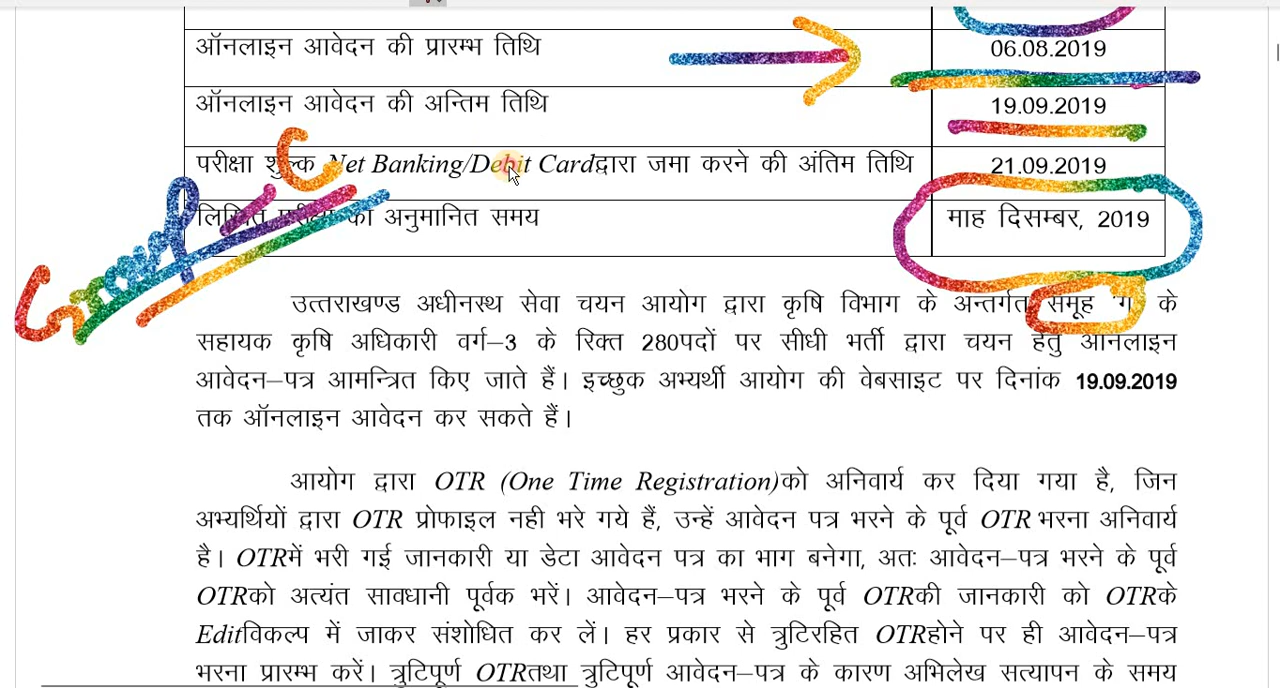 ऑनलाइन आवेदन की प्रारम्भ तिथि 06.08.2019
ऑनलाइन आवेदन की अन्तिम तिथि 19.09.2019
परीक्षा शुल्क Net Banking/Debit Cardद्वारा जमा करने की अंतिम तिथि 21.09.2019
लिखित परीक्षा का अनुमानित समय माह दिसम्बर, 2019
Group C
उत्तराखण्ड अधीनस्थ सेवा चयन आयोग द्वारा कृषि विभाग के अन्तर्गत समूह 'ग' के
सहायक कृषि अधिकारी वर्ग–3 के रिक्त 280पदों पर सीधी भर्ती द्वारा चयन हेतु ऑनलाइन
आवेदन–पत्र आमन्त्रित किए जाते हैं। इच्छुक अभ्यर्थी आयोग की वेबसाइट पर दिनांक 19.09.2019
तक ऑनलाइन आवेदन कर सकते हैं।
आयोग द्वारा OTR (One Time Registration)को अनिवार्य कर दिया गया है, जिन
अभ्यर्थियों द्वारा OTR प्रोफाइल नही भरे गये हैं, उन्हें आवेदन पत्र भरने के पूर्व OTR भरना अनिवार्य
है। OTRमें भरी गई जानकारी या डेटा आवेदन पत्र का भाग बनेगा, अतः आवेदन–पत्र भरने के पूर्व
OTRको अत्यंत सावधानी पूर्वक भरें। आवेदन–पत्र भरने के पूर्व OTRकी जानकारी को OTRके
Editविकल्प में जाकर संशोधित कर लें। हर प्रकार से त्रुटिरहित OTRहोने पर ही आवेदन–पत्र
भरना प्रारम्भ करें। त्रुटिपूर्ण OTRतथा त्रुटिपूर्ण आवेदन–पत्र के कारण अभिलेख सत्यापन के समय